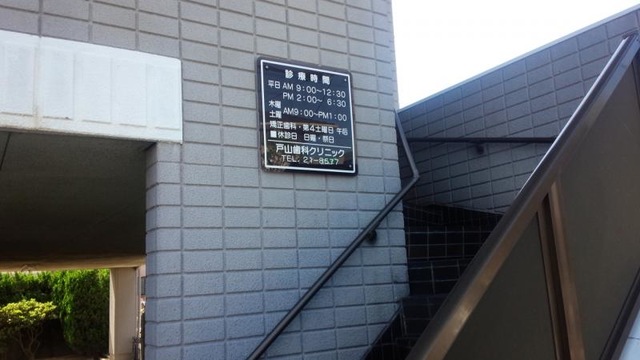 診療時間
平日 AM 9:00～12:30
PM 2:00～ 6:30
木曜
土曜 AM9:00～PM1:00
矯正歯科・第4土曜日 午后
■休診日 日曜・祭日
戸山歯科クリニック
TEL. 21-8577